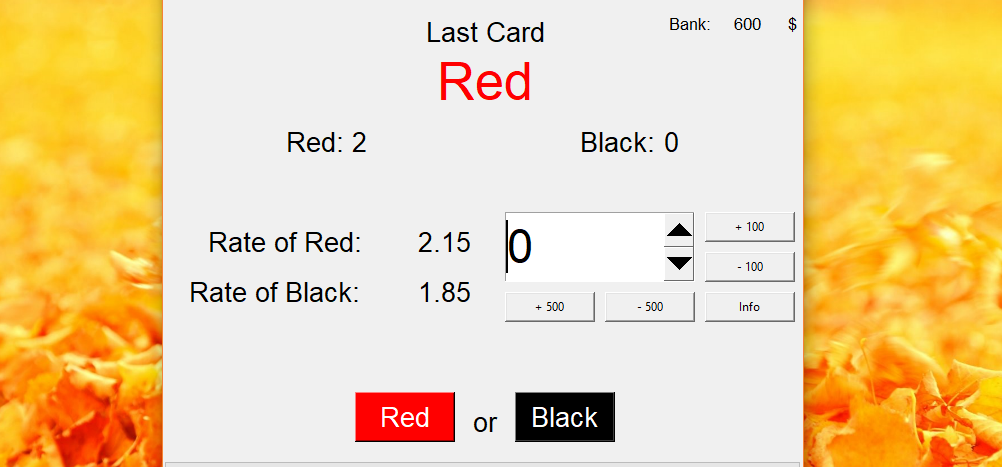 Last Card
Bank: 600 $
Red
Red: 2 Black: 0
Rate of Red: 2.15
0
+ 100
- 100
Rate of Black: 1.85
+ 500 - 500 Info
Red or Black